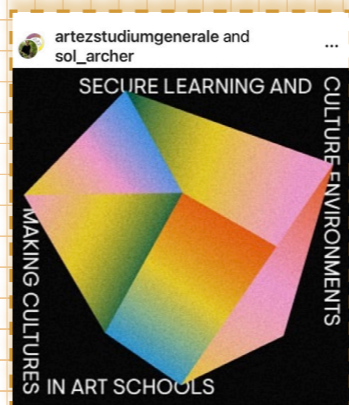 artezstudiumgenerale and
sol_archer
SECURE LEARNING AND
CULTURE ENVIRONMENTS
MAKING CULTURES
IN ART SCHOOLS